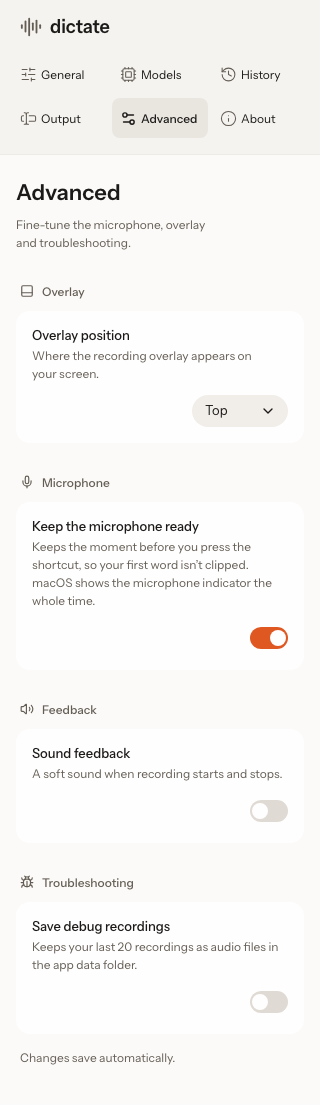 dictate
General
Models
History
Output
Advanced
About
Advanced
Fine-tune the microphone, overlay
and troubleshooting.
Overlay
Overlay position
Where the recording overlay appears on
your screen.
Top
Microphone
Keep the microphone ready
Keeps the moment before you press the
shortcut, so your first word isn't clipped.
macOS shows the microphone indicator the
whole time.
Feedback
Sound feedback
A soft sound when recording starts and stops.
Troubleshooting
Save debug recordings
Keeps your last 20 recordings as audio files in
the app data folder.
Changes save automatically.